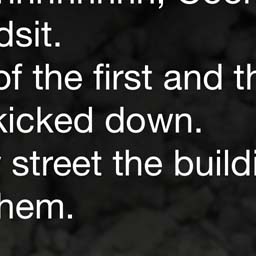 dsit.
of the first and th
kicked down.
street the buildi
hem.